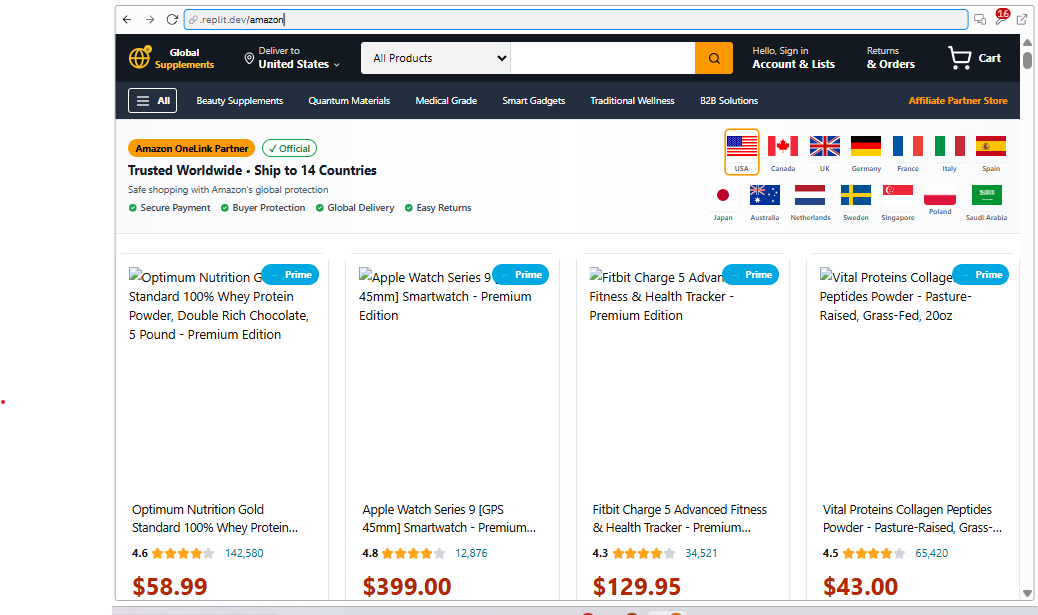 .replit.dev/amazon
16
Global
Supplements
Deliver to
United States
All Products
Hello, Sign in
Account & Lists
Returns
& Orders
Cart
All
Beauty Supplements
Quantum Materials
Medical Grade
Smart Gadgets
Traditional Wellness
B2B Solutions
Affiliate Partner Store
Amazon OneLink Partner
✓ Official
Trusted Worldwide • Ship to 14 Countries
Safe shopping with Amazon's global protection
Secure Payment
Buyer Protection
Global Delivery
Easy Returns
USA
Canada
UK
Germany
France
Italy
Spain
Japan
Australia
Netherlands
Sweden
Singapore
Poland
Saudi Arabia
Optimum Nutrition G
Standard 100% Whey Protein
Powder, Double Rich Chocolate,
5 Pound - Premium Edition
Prime
Apple Watch Series 9 [
45mm] Smartwatch - Premium
Edition
Prime
Fitbit Charge 5 Advan
Fitness & Health Tracker -
Premium Edition
Prime
Vital Proteins Collagen
Peptides Powder - Pasture-
Raised, Grass-Fed, 20oz
Prime
Optimum Nutrition Gold
Standard 100% Whey Protein...
4.6
142,580
$58.99
Apple Watch Series 9 [GPS
45mm] Smartwatch - Premium...
4.8
12,876
$399.00
Fitbit Charge 5 Advanced Fitness
& Health Tracker - Premium...
4.3
34,521
$129.95
Vital Proteins Collagen Peptides
Powder - Pasture-Raised, Grass-...
4.5
65,420
$43.00